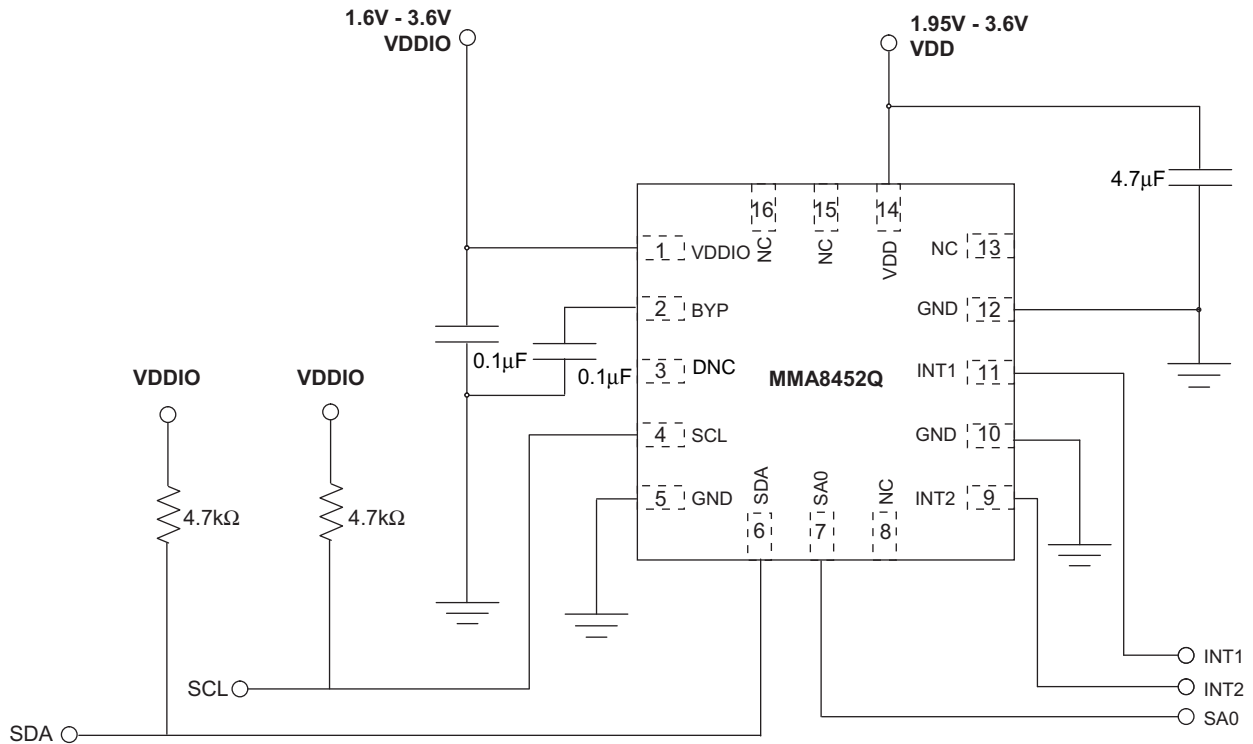 1.6V - 3.6V
VDDIO
1.95V - 3.6V
VDD
4.7μF
16
15
14
NC
NC
VDD
1
VDDIO
NC
13
2
BYP
GND
12
0.1μF
0.1μF
3
DNC
MMA8452Q
INT1
11
VDDIO
VDDIO
4
SCL
GND
10
5
GND
SDA
SA0
NC
INT2
9
6
7
8
4.7kΩ
4.7kΩ
INT1
SCL
INT2
SA0
SDA